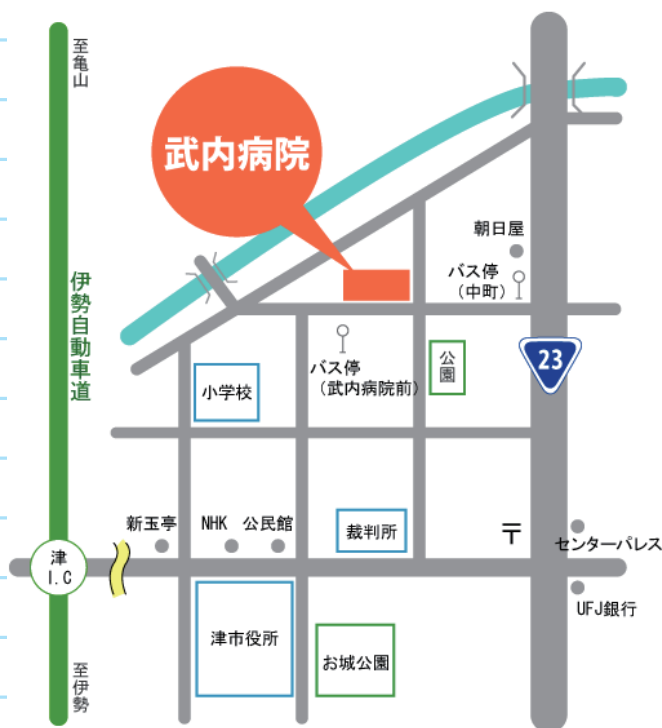 至亀山
武内病院
朝日屋
バス停
(中町)
伊勢自動車道
23
公園
バス停
(武内病院前)
小学校
新玉亭
NHK
公民館
裁判所
〒
センターパレス
津
I.C
UFJ銀行
津市役所
お城公園
至伊勢